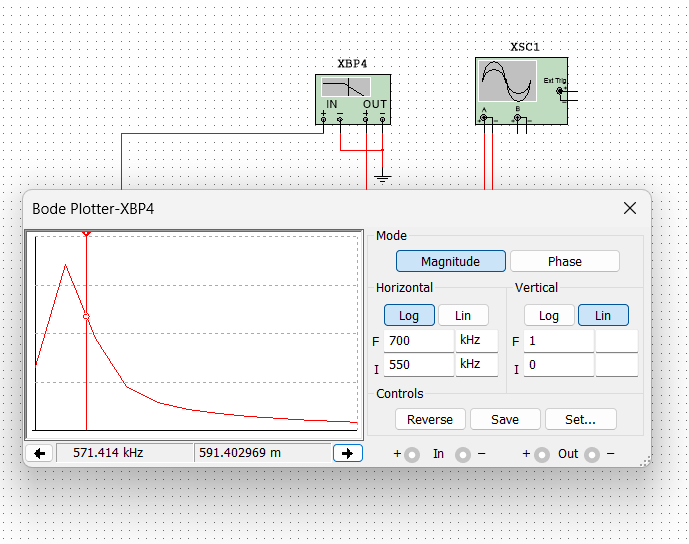 XSC1
XBP4
Ext Trig
+
IN OUT
A B
+ - + -
+ - + -
Bode Plotter-XBP4
Mode
Magnitude Phase
Horizontal Vertical
Log Lin Log Lin
F 700 kHz F 1
I 550 kHz I 0
Controls
Reverse Save Set...
571.414 kHz 591.402969 m
+ In - + Out -